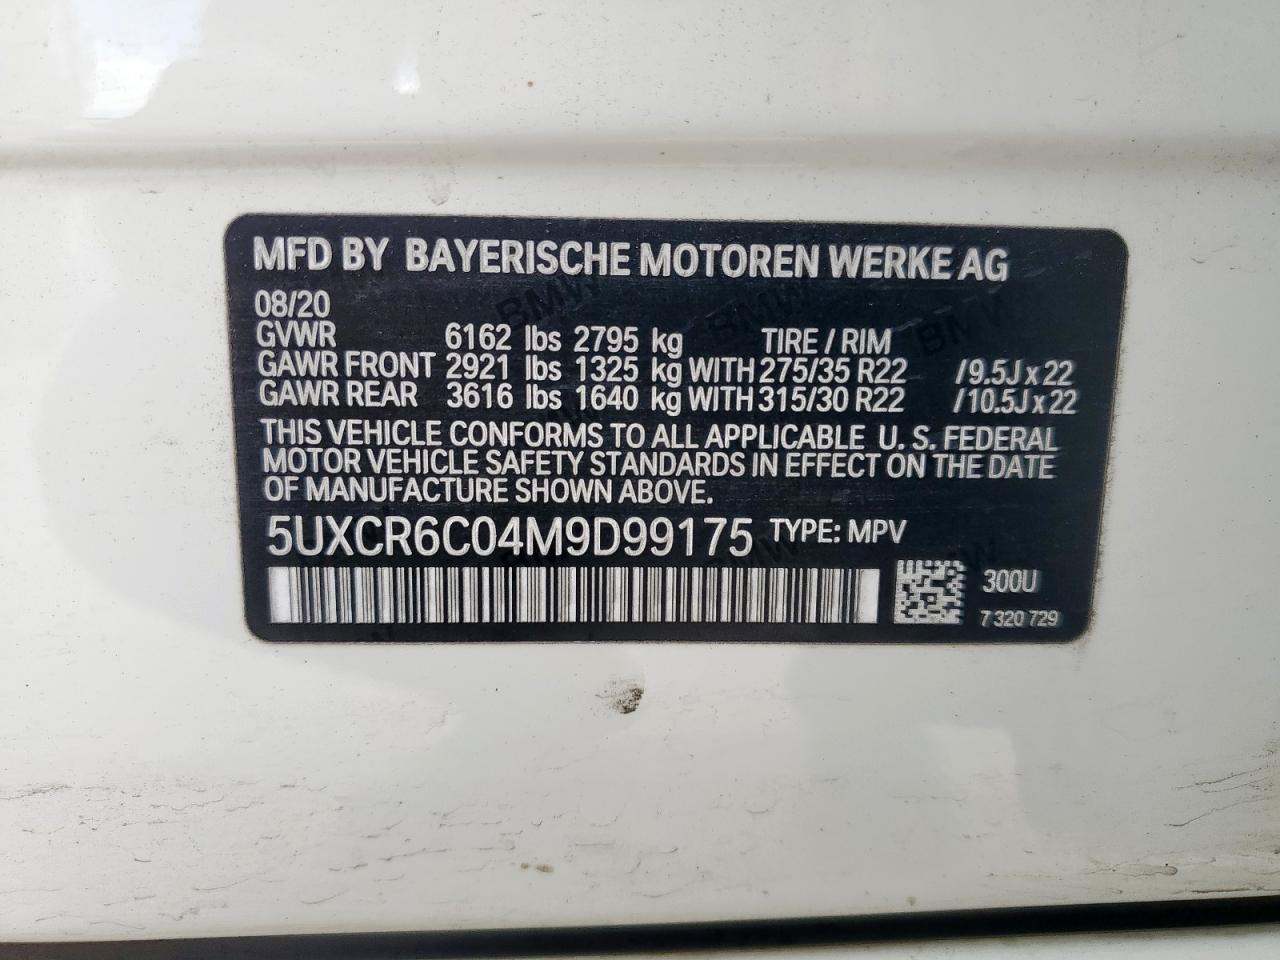 MFD BY BAYERISCHE MOTOREN WERKE AG
08/20
GVWR 6162 lbs 2795 kg TIRE / RIM
GAWR FRONT 2921 lbs 1325 kg WITH 275/35 R22 /9.5J x 22
GAWR REAR 3616 lbs 1640 kg WITH 315/30 R22 /10.5J x 22
THIS VEHICLE CONFORMS TO ALL APPLICABLE U. S. FEDERAL
MOTOR VEHICLE SAFETY STANDARDS IN EFFECT ON THE DATE
OF MANUFACTURE SHOWN ABOVE.
5UXCR6C04M9D99175 TYPE: MPV
300U
7 320 729